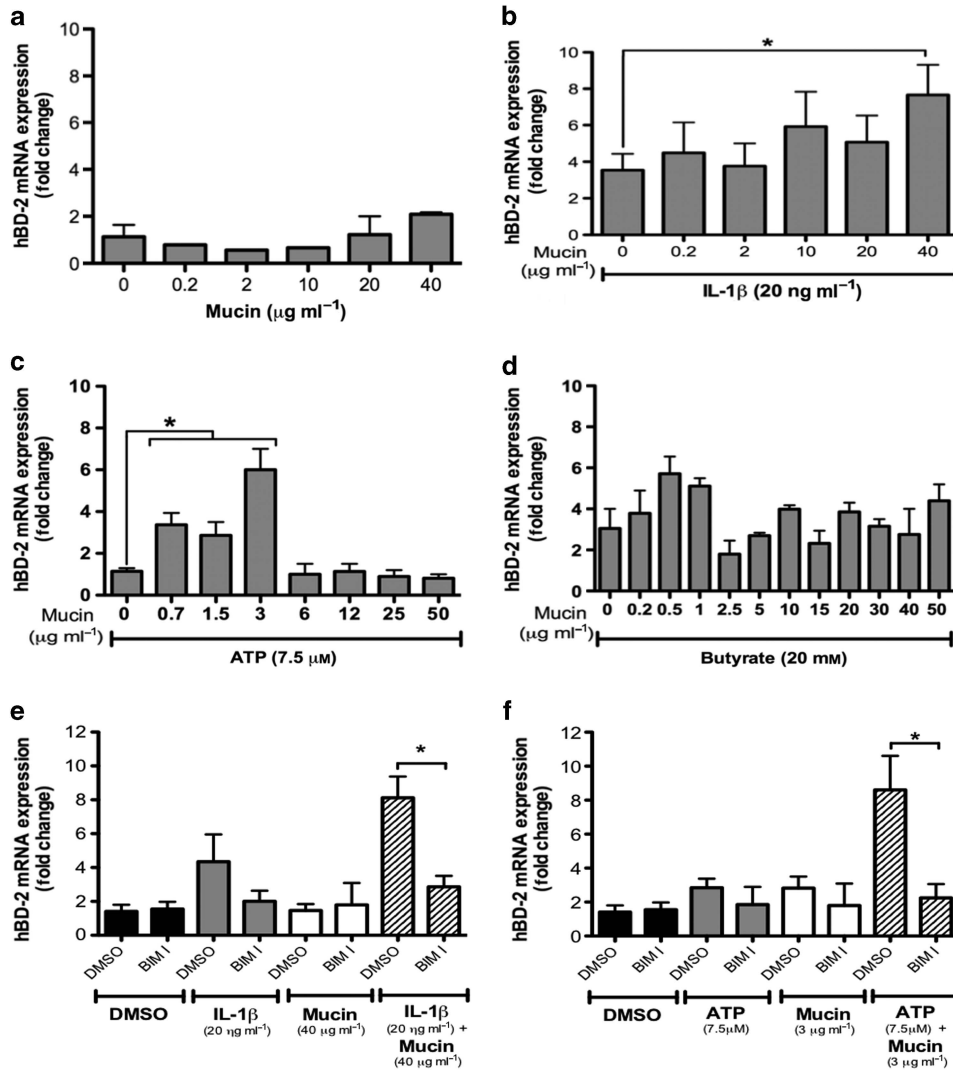 a
hBD-2 mRNA expression
(fold change)
10
8
6
4
2
0
0 0.2 2 10 20 40
Mucin (μg ml⁻¹)
b
hBD-2 mRNA expression
(fold change)
10
8
6
4
2
0
*
Mucin 0 0.2 2 10 20 40
(μg ml⁻¹)
IL-1β (20 ng ml⁻¹)
c
hBD-2 mRNA expression
(fold change)
10
8
6
4
2
0
*
Mucin 0 0.7 1.5 3 6 12 25 50
(μg ml⁻¹)
ATP (7.5 μM)
d
hBD-2 mRNA expression
(fold change)
10
8
6
4
2
0
Mucin 0 0.2 0.5 1 2.5 5 10 15 20 30 40 50
(μg ml⁻¹)
Butyrate (20 mM)
e
hBD-2 mRNA expression
(fold change)
12
10
8
6
4
2
0
*
DMSO BIM I DMSO BIM I DMSO BIM I DMSO BIM I
DMSO IL-1β Mucin IL-1β
(20 ηg ml⁻¹) (40 μg ml⁻¹) (20 ηg ml⁻¹) +
Mucin
(40 μg ml⁻¹)
f
hBD-2 mRNA expression
(fold change)
12
10
8
6
4
2
0
*
DMSO BIM I DMSO BIM I DMSO BIM I DMSO BIM I
DMSO ATP Mucin ATP
(7.5μM) (3 μg ml⁻¹) (7.5μM) +
Mucin
(3 μg ml⁻¹)